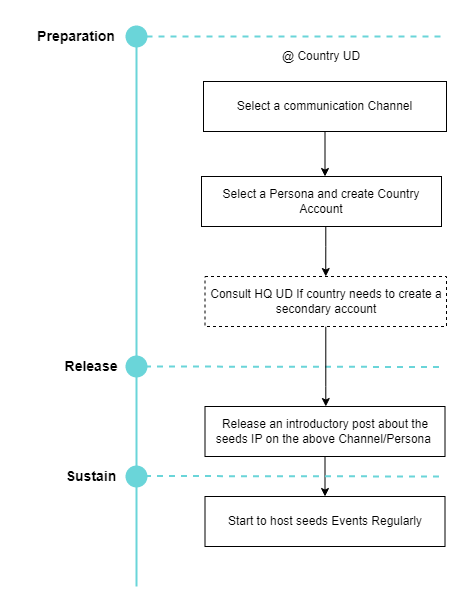 Preparation
@ Country UD
Select a communication Channel
Select a Persona and create Country
Account
Consult HQ UD If country needs to create a
secondary account
Release
Release an introductory post about the
seeds IP on the above Channel/Persona
Sustain
Start to host seeds Events Regularly